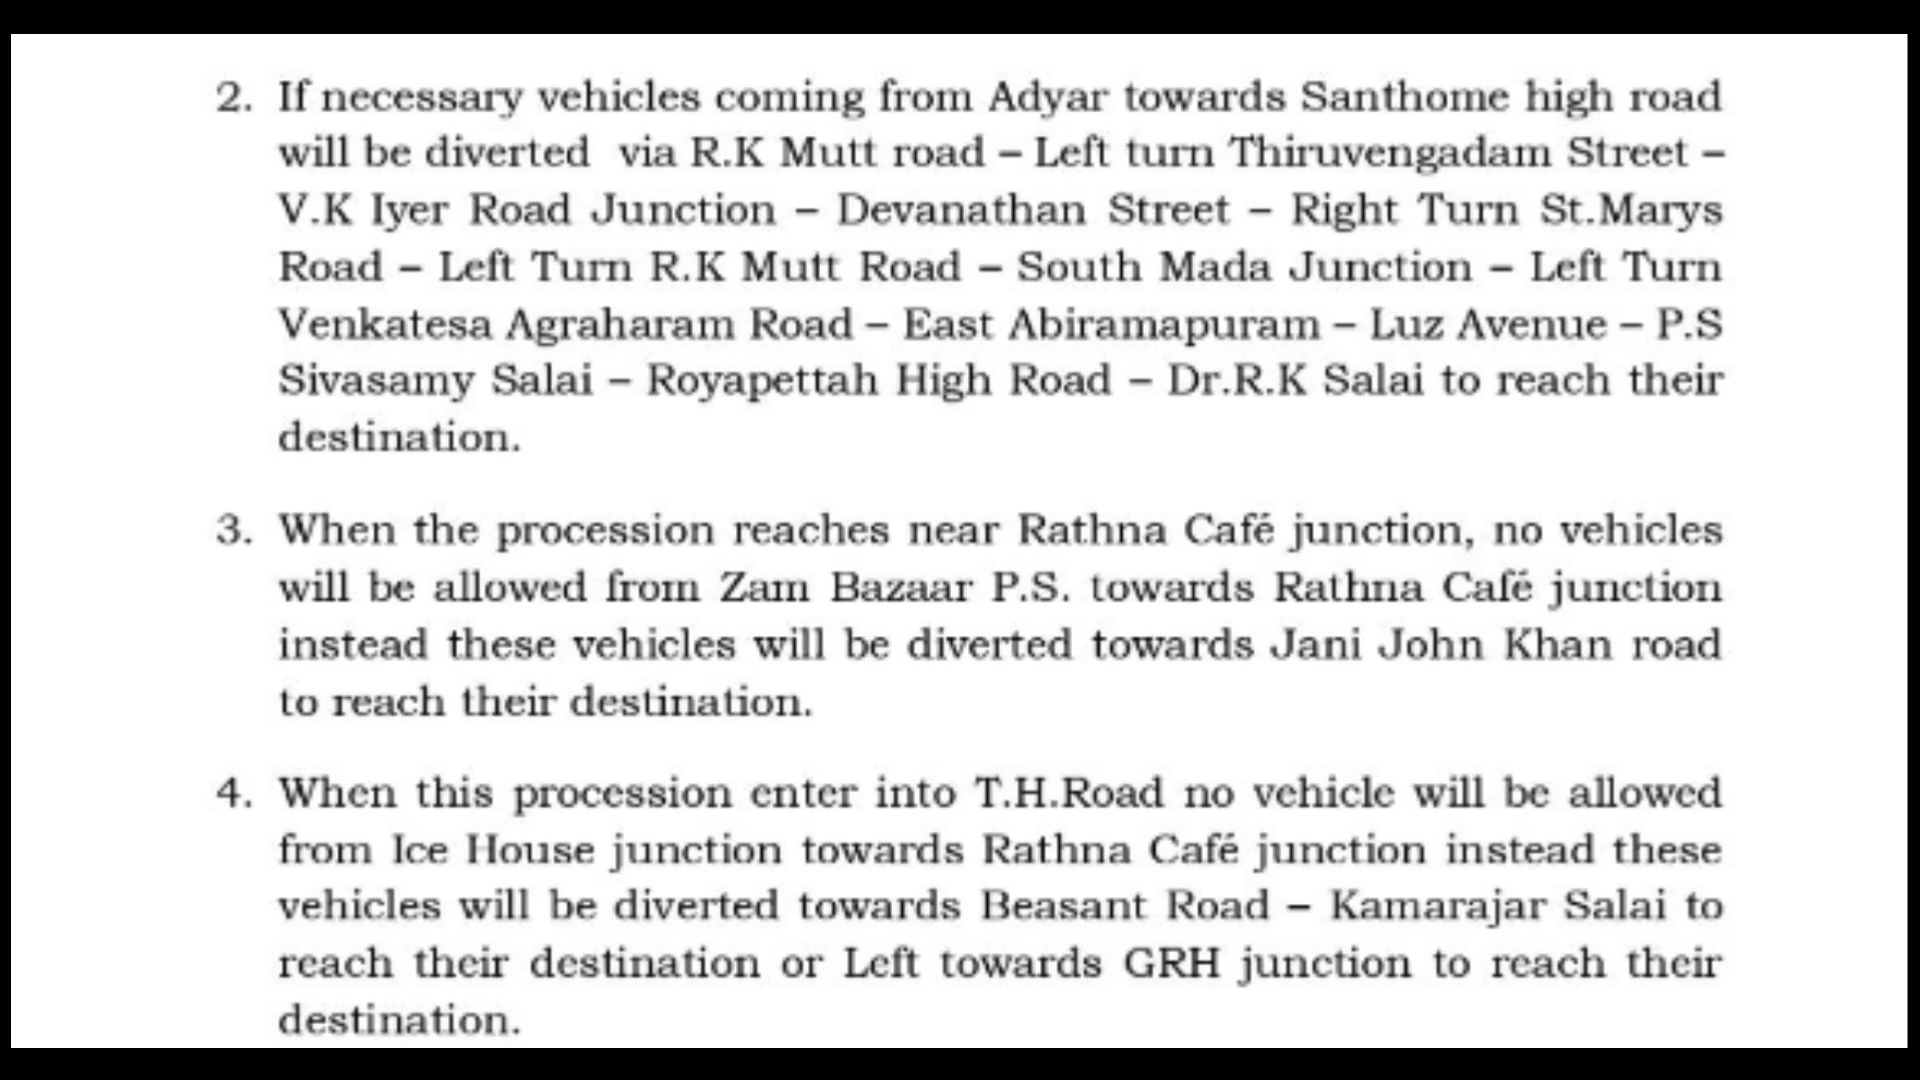 2. If necessary vehicles coming from Adyar towards Santhome high road
will be diverted via R.K Mutt road – Left turn Thiruvengadam Street –
V.K Iyer Road Junction – Devanathan Street – Right Turn St.Marys
Road – Left Turn R.K Mutt Road – South Mada Junction – Left Turn
Venkatesa Agraharam Road – East Abiramapuram – Luz Avenue – P.S
Sivasamy Salai – Royapettah High Road – Dr.R.K Salai to reach their
destination.
3. When the procession reaches near Rathna Café junction, no vehicles
will be allowed from Zam Bazaar P.S. towards Rathna Café junction
instead these vehicles will be diverted towards Jani John Khan road
to reach their destination.
4. When this procession enter into T.H.Road no vehicle will be allowed
from Ice House junction towards Rathna Café junction instead these
vehicles will be diverted towards Beasant Road – Kamarajar Salai to
reach their destination or Left towards GRH junction to reach their
destination.